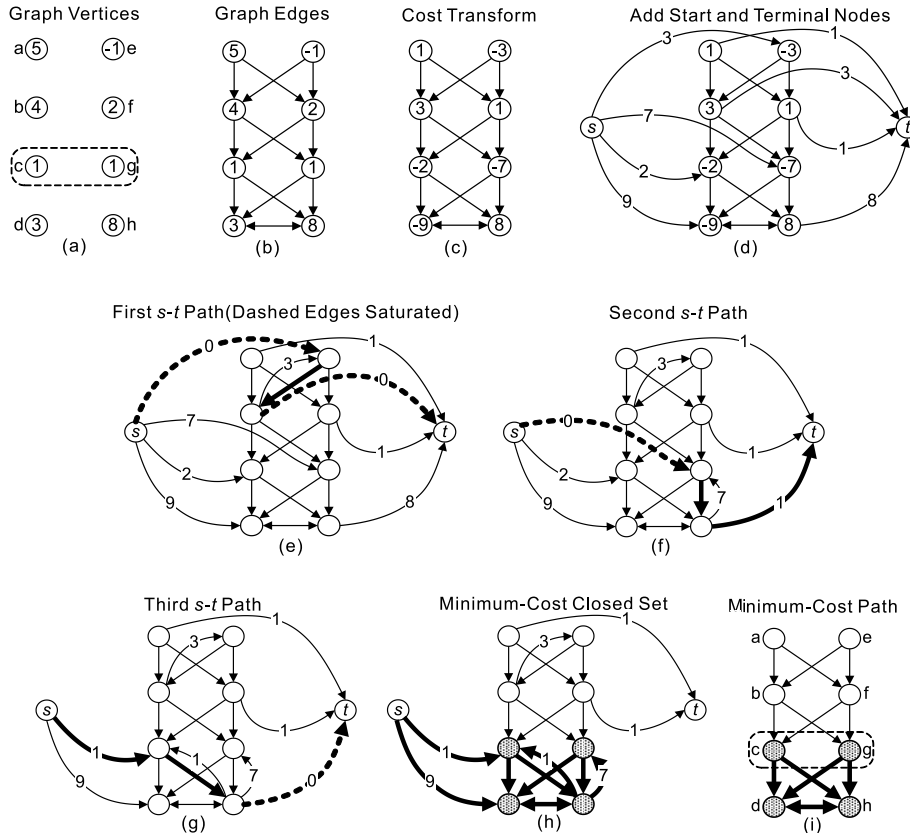 Graph Vertices
a 5 -1 e
b 4 2 f
c 1 1 g
d 3 8 h
(a)
Graph Edges
5 -1
4 2
1 1
3 8
(b)
Cost Transform
1 -3
3 1
-2 -7
-9 8
(c)
Add Start and Terminal Nodes
3 1
1 -3
3
3 1
s 7 t
1
2 -2 -7
9 8
-9 8
(d)
First s-t Path(Dashed Edges Saturated)
0 1
3
0
s 7 t
1
2
9 8
(e)
Second s-t Path
1
3
0
s t
1
2
7
9 1
(f)
Third s-t Path
1
3
s t
1
1 1
7
9 0
(g)
Minimum-Cost Closed Set
1
3
s t
1
1 1
7
9
(h)
Minimum-Cost Path
a e
b f
c g
d h
(i)